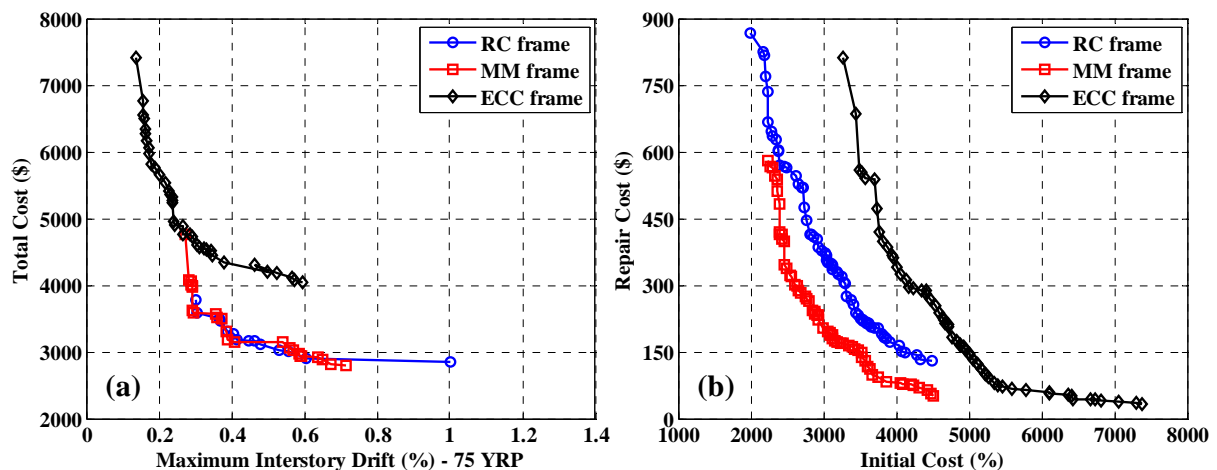 8000
7000
6000
5000
4000
3000
2000
Total Cost ($)
RC frame
MM frame
ECC frame
(a)
0 0.2 0.4 0.6 0.8 1 1.2 1.4
Maximum Interstory Drift (%) - 75 YRP
900
750
600
450
300
150
0
Repair Cost ($)
RC frame
MM frame
ECC frame
(b)
1000 2000 3000 4000 5000 6000 7000 8000
Initial Cost (%)